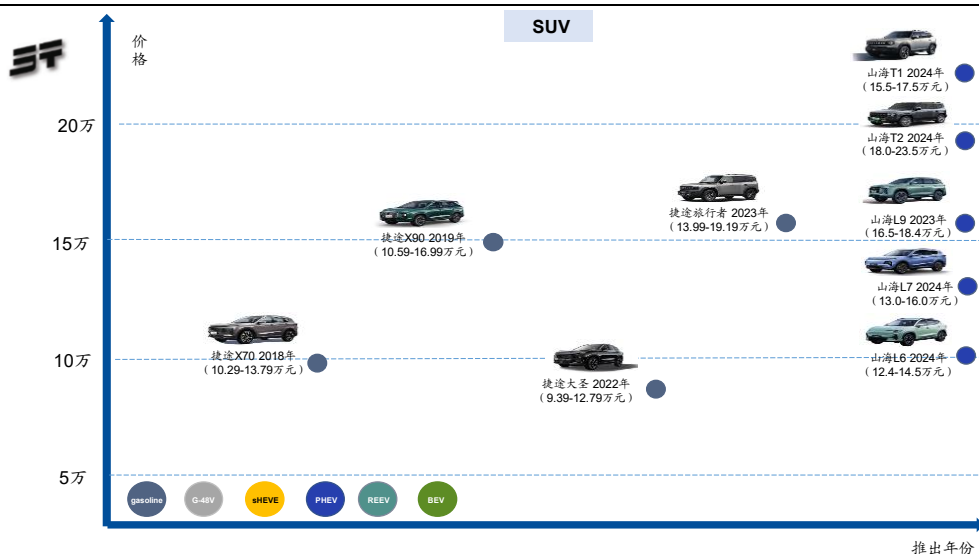 SUV
价
格
山海T1 2024年
（15.5-17.5万元）
20万
山海T2 2024年
（18.0-23.5万元）
捷途旅行者 2023年
（13.99-19.19万元）
山海L9 2023年
（16.5-18.4万元）
捷途X90 2019年
（10.59-16.99万元）
15万
山海L7 2024年
（13.0-16.0万元）
捷途X70 2018年
（10.29-13.79万元）
10万
捷途大圣 2022年
（9.39-12.79万元）
山海L6 2024年
（12.4-14.5万元）
5万
gasoline
G-48V
sHEVE
PHEV
REEV
BEV
推出年份